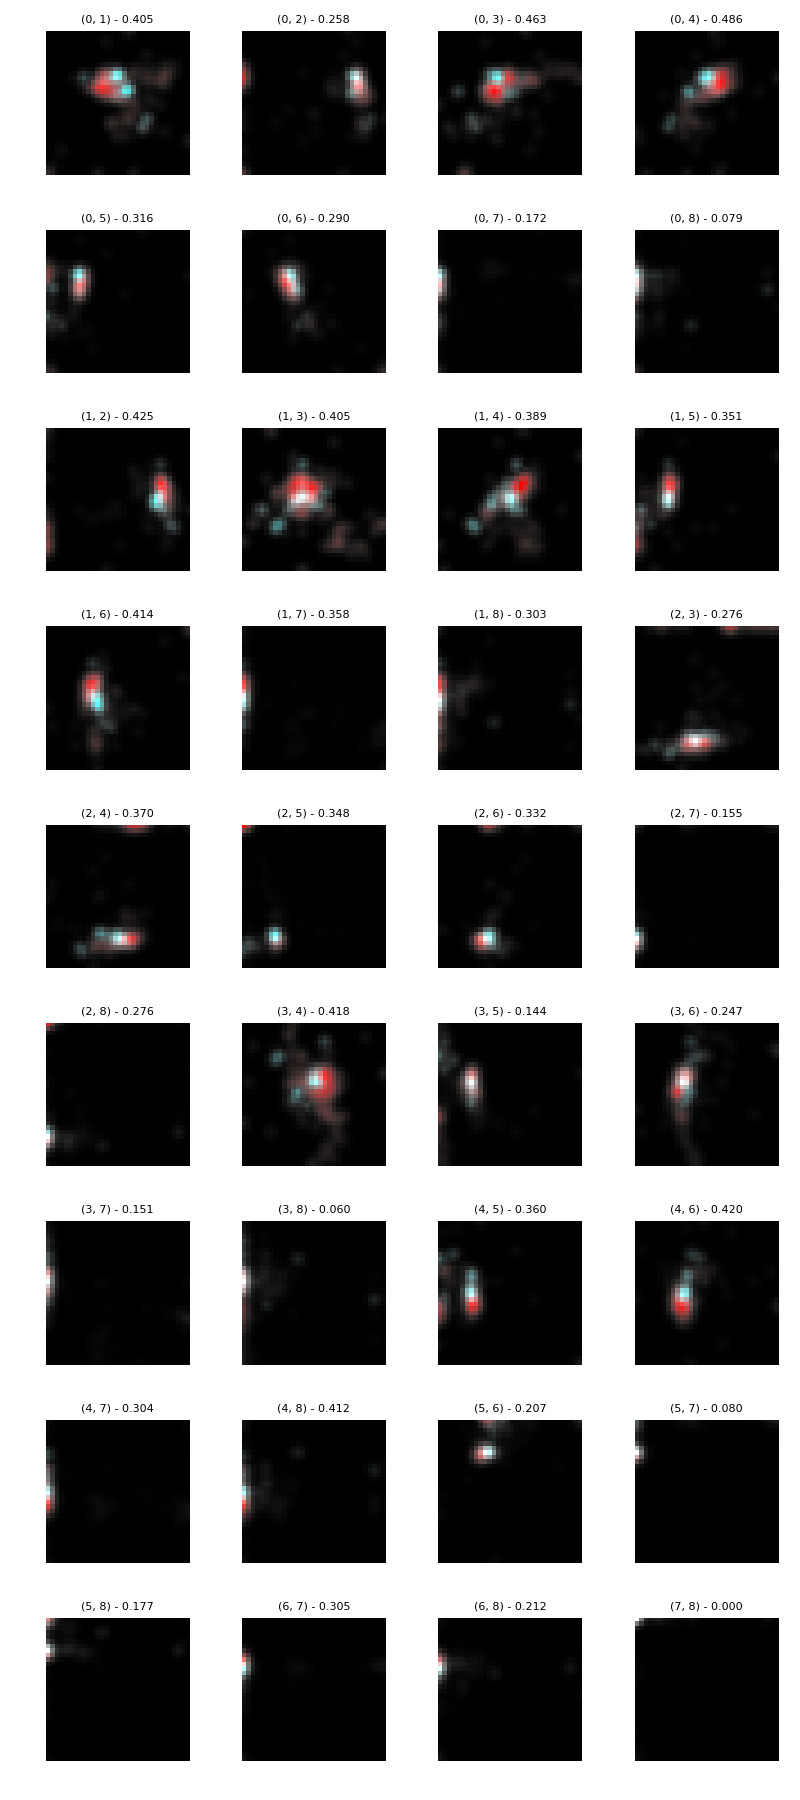 (0, 1) - 0.405 (0, 2) - 0.258 (0, 3) - 0.463 (0, 4) - 0.486
(0, 5) - 0.316 (0, 6) - 0.290 (0, 7) - 0.172 (0, 8) - 0.079
(1, 2) - 0.425 (1, 3) - 0.405 (1, 4) - 0.389 (1, 5) - 0.351
(1, 6) - 0.414 (1, 7) - 0.358 (1, 8) - 0.303 (2, 3) - 0.276
(2, 4) - 0.370 (2, 5) - 0.348 (2, 6) - 0.332 (2, 7) - 0.155
(2, 8) - 0.276 (3, 4) - 0.418 (3, 5) - 0.144 (3, 6) - 0.247
(3, 7) - 0.151 (3, 8) - 0.060 (4, 5) - 0.360 (4, 6) - 0.420
(4, 7) - 0.304 (4, 8) - 0.412 (5, 6) - 0.207 (5, 7) - 0.080
(5, 8) - 0.177 (6, 7) - 0.305 (6, 8) - 0.212 (7, 8) - 0.000